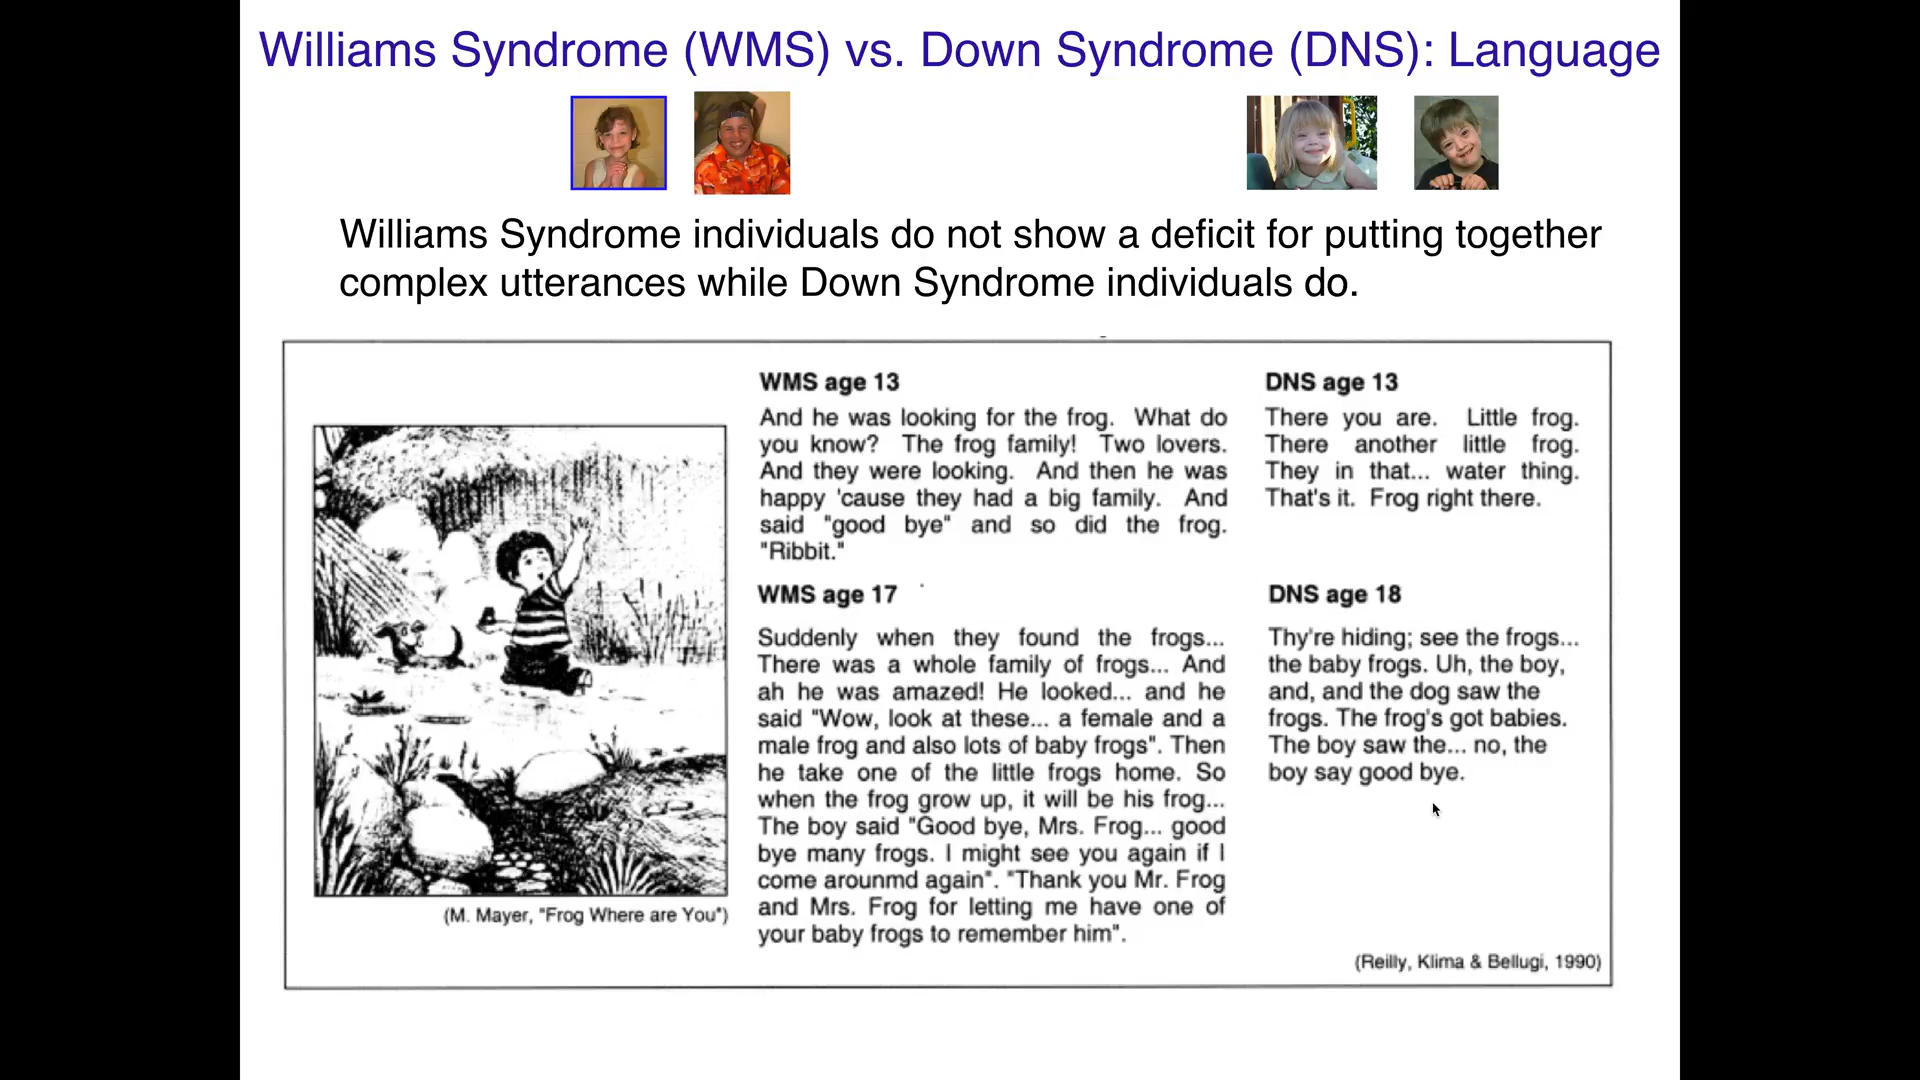 Williams Syndrome (WMS) vs. Down Syndrome (DNS): Language
Williams Syndrome individuals do not show a deficit for putting together
complex utterances while Down Syndrome individuals do.
(M. Mayer, "Frog Where are You")
WMS age 13
And he was looking for the frog. What do
you know? The frog family! Two lovers.
And they were looking. And then he was
happy 'cause they had a big family. And
said "good bye" and so did the frog.
"Ribbit."
WMS age 17
Suddenly when they found the frogs...
There was a whole family of frogs... And
ah he was amazed! He looked... and he
said "Wow, look at these... a female and a
male frog and also lots of baby frogs". Then
he take one of the little frogs home. So
when the frog grow up, it will be his frog...
The boy said "Good bye, Mrs. Frog... good
bye many frogs. I might see you again if I
come arounmd again". "Thank you Mr. Frog
and Mrs. Frog for letting me have one of
your baby frogs to remember him".
DNS age 13
There you are. Little frog.
There another little frog.
They in that... water thing.
That's it. Frog right there.
DNS age 18
Thy're hiding; see the frogs...
the baby frogs. Uh, the boy,
and, and the dog saw the
frogs. The frog's got babies.
The boy saw the... no, the
boy say good bye.
(Reilly, Klima & Bellugi, 1990)